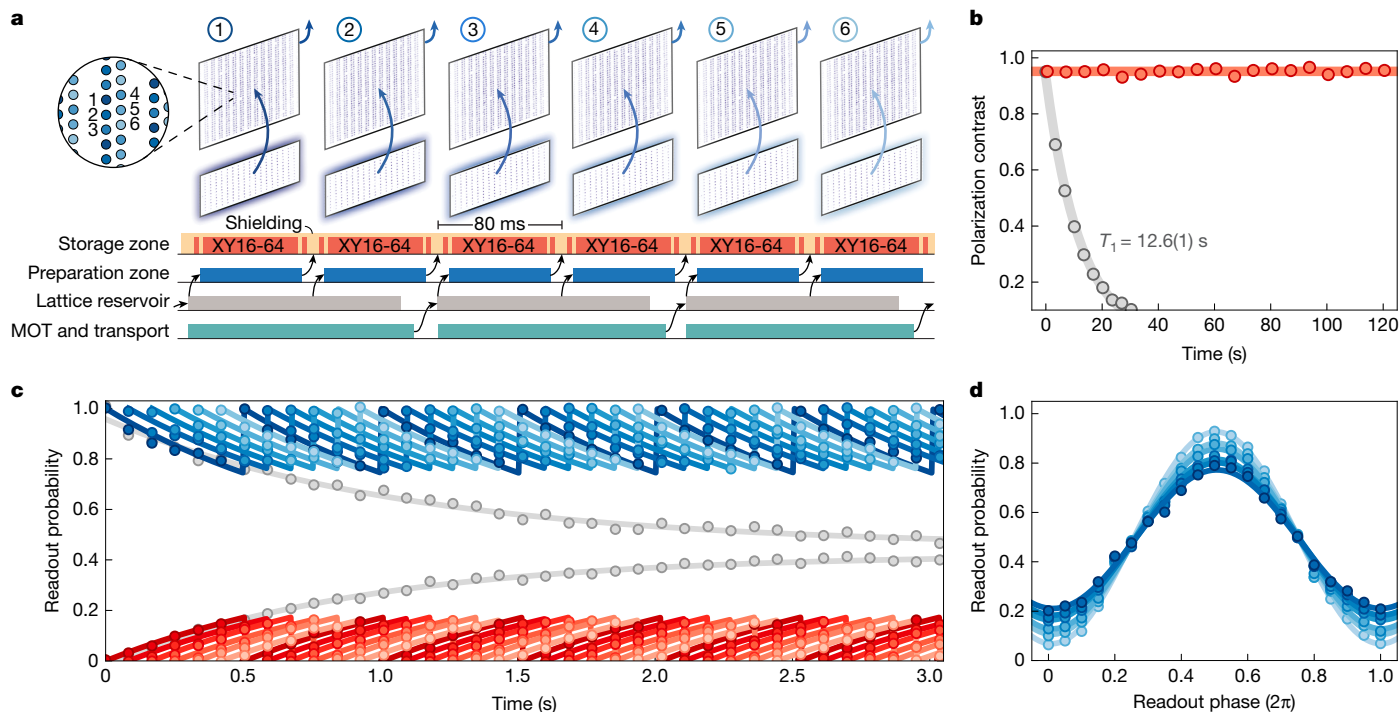 a
1 2 3 4 5 6
1 4
2 5
3 6
Shielding
80 ms
Storage zone XY16-64 XY16-64 XY16-64 XY16-64 XY16-64 XY16-64
Preparation zone
Lattice reservoir
MOT and transport
b
Polarization contrast
1.0
0.8
0.6
0.4
0.2
T₁ = 12.6(1) s
0 20 40 60 80 100 120
Time (s)
c
Readout probability
1.0
0.8
0.6
0.4
0.2
0
0 0.5 1.0 1.5 2.0 2.5 3.0
Time (s)
d
Readout probability
1.0
0.8
0.6
0.4
0.2
0
0 0.2 0.4 0.6 0.8 1.0
Readout phase (2π)